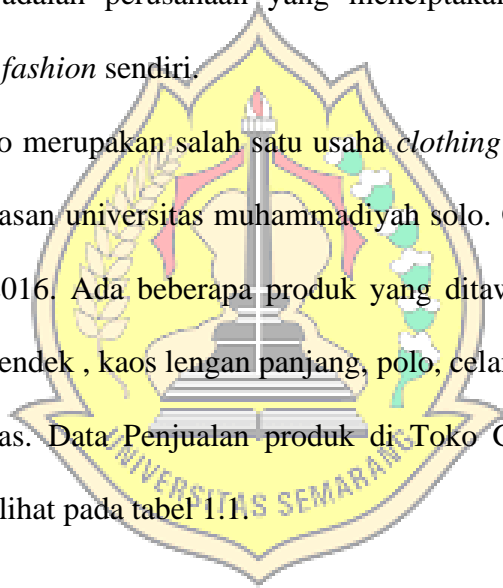 adalah perusahaan yang menciptakan
fashion sendiri.
o merupakan salah satu usaha clothing
asan universitas muhammadiyah solo.
016. Ada beberapa produk yang ditaw
endek , kaos lengan panjang, polo, cela
as. Data Penjualan produk di Toko
lihat pada tabel 1.1.
UNIVERSITAS SEMARANG